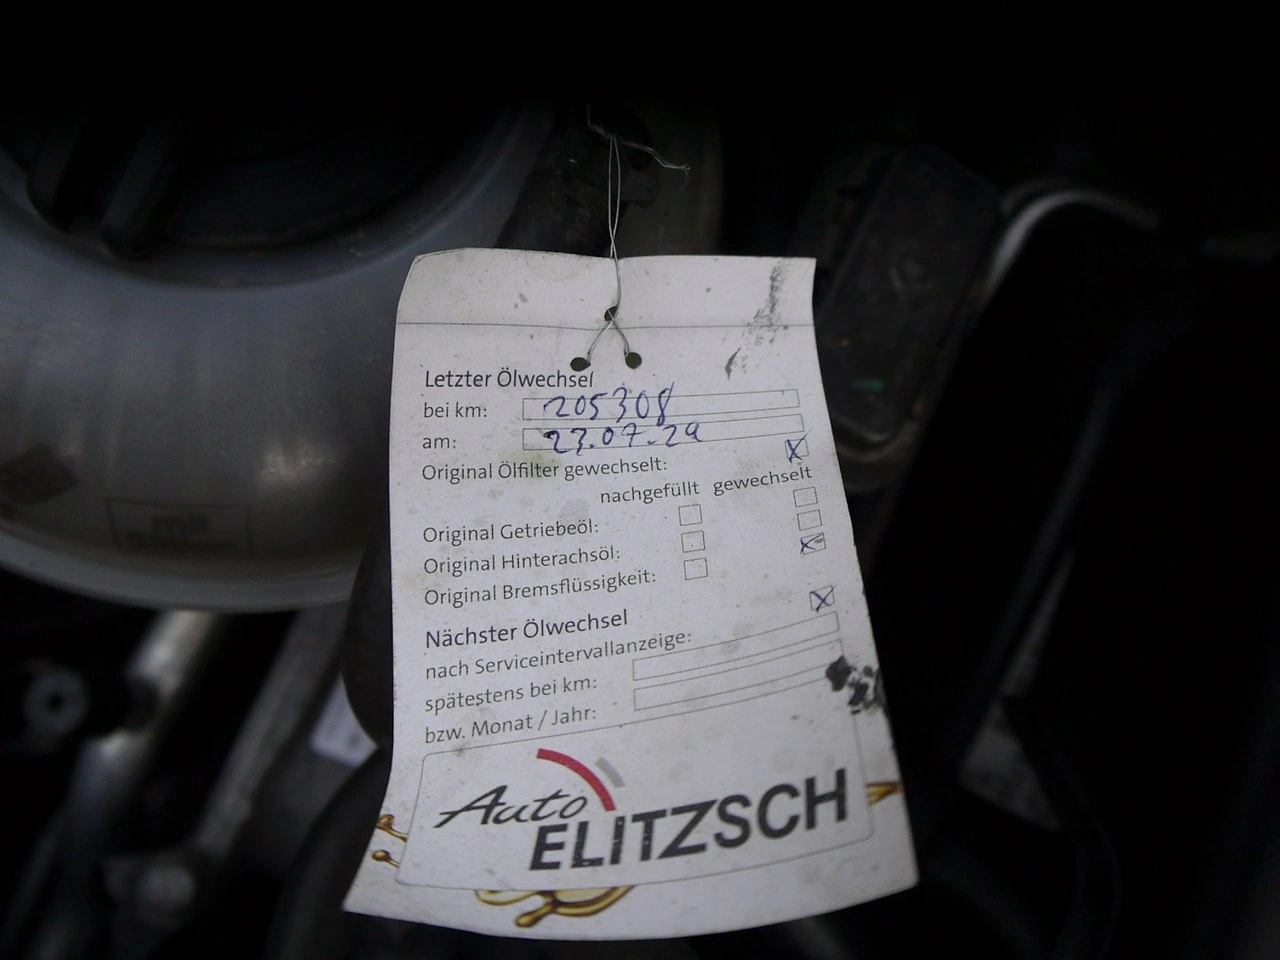 Letzter Ölwechsel
bei km: 205308
am: 23.07.24
Original Ölfilter gewechselt: X
nachgefüllt gewechselt
Original Getriebeöl:
Original Hinterachsöl:
Original Bremsflüssigkeit: X
Nächster Ölwechsel
nach Serviceintervallanzeige: X
spätestens bei km:
bzw. Monat / Jahr:
Auto
ELITZSCH